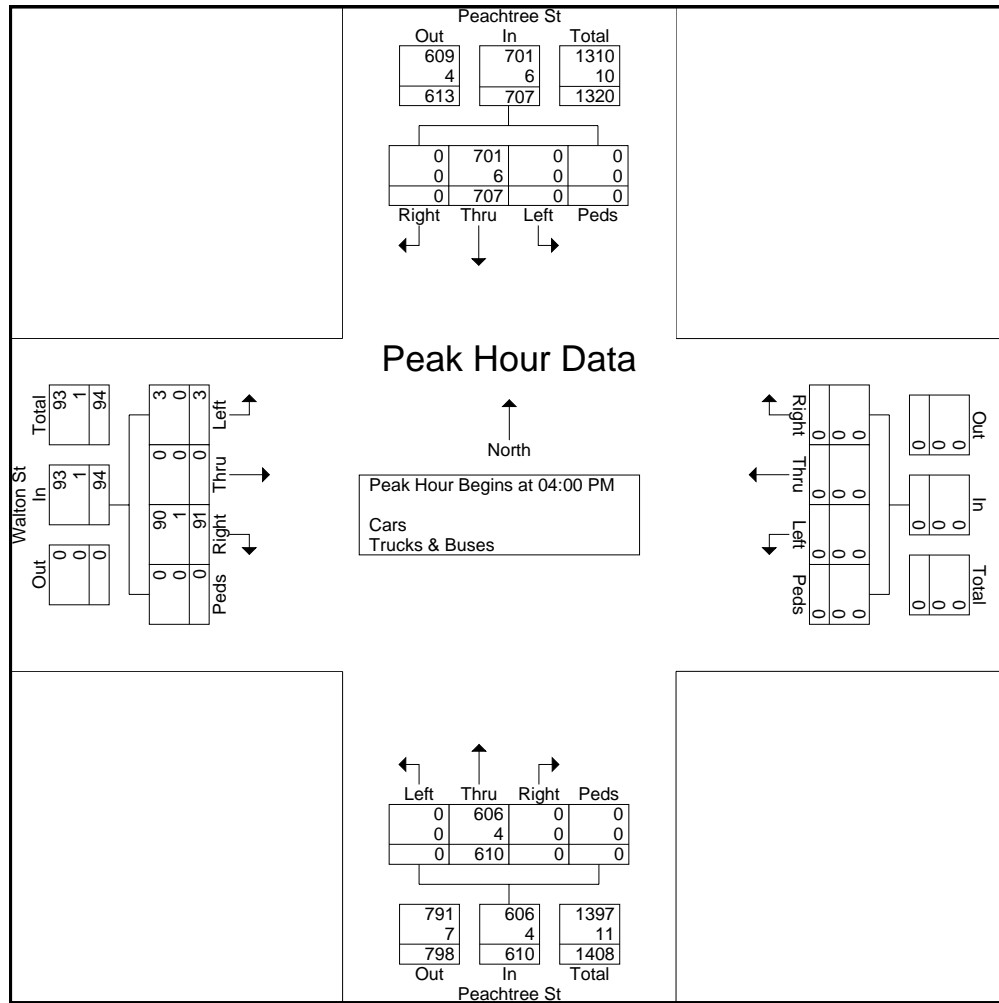 Peachtree St
Out In Total
609 701 1310
4 6 10
613 707 1320
0 701 0 0
0 6 0 0
0 707 0 0
Right Thru Left Peds
Peak Hour Data
North
Peak Hour Begins at 04:00 PM
Cars
Trucks & Buses
Walton St
Out In Total
0 93 93
0 1 1
0 94 94
90 0 3
0 1 0 0
0 91 0 3
Peds Right Thru Left
Right Thru Left Peds
0 0 0 0
0 0 0 0
0 0 0 0
Out In Total
0 0 0
0 0 0
0 0 0
Left Thru Right Peds
0 606 0 0
0 4 0 0
0 610 0 0
791 606 1397
7 4 11
798 610 1408
Out In Total
Peachtree St